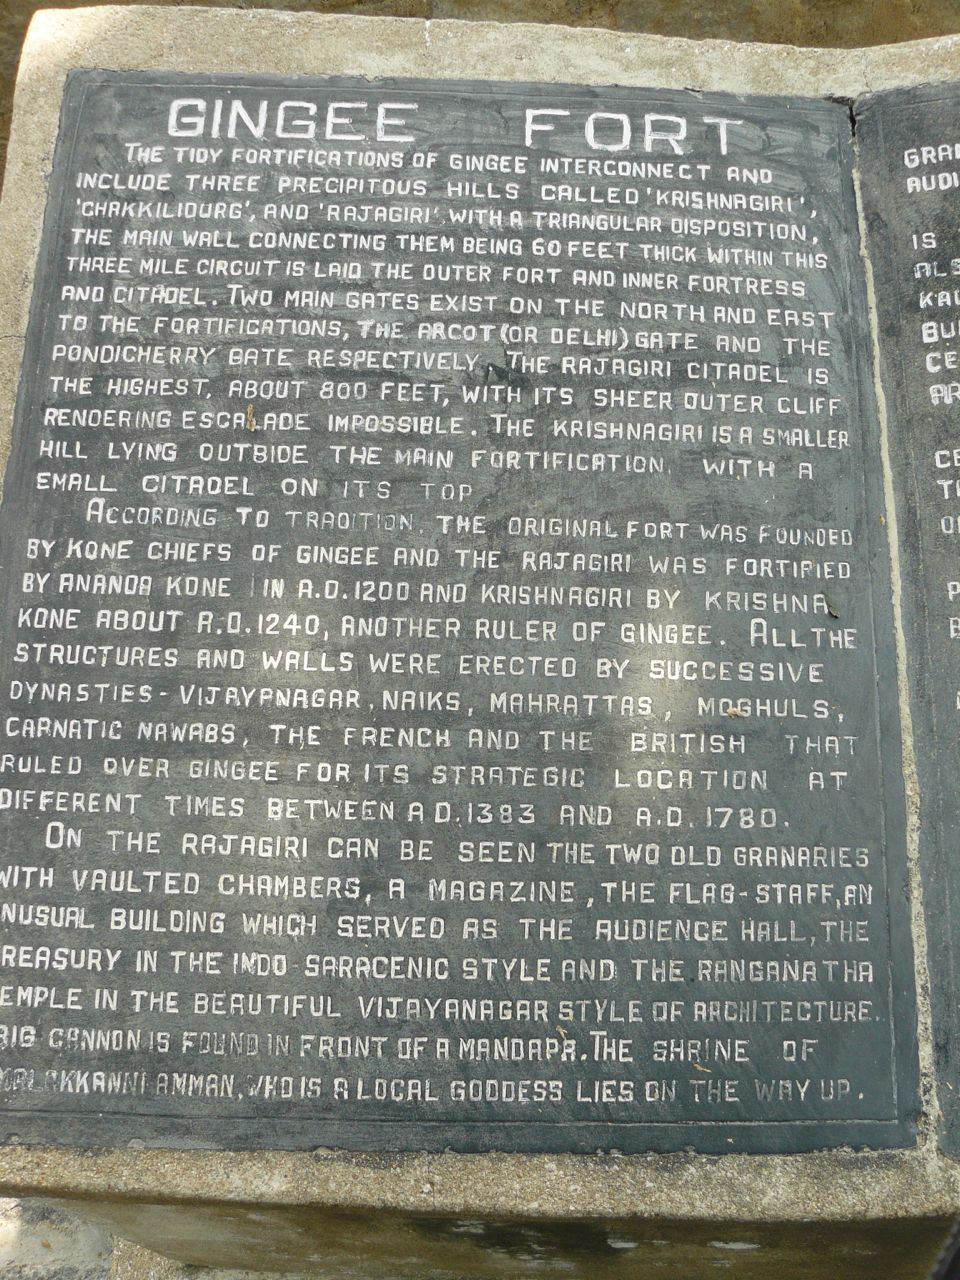 GINGEE FORT
THE TIDY FORTIFICATIONS OF GINGEE INTERCONNECT AND
INCLUDE THREE PRECIPITOUS HILLS CALLED 'KRISHNAGIRI',
'CHAKKILIDURG', AND 'RAJAGIRI'. WITH A TRIANGULAR DISPOSITION,
THE MAIN WALL CONNECTING THEM BEING 60 FEET THICK WITHIN THIS
THREE MILE CIRCUIT IS LAID THE OUTER FORT AND INNER FORTRESS
AND CITADEL. TWO MAIN GATES EXIST ON THE NORTH AND EAST
TO THE FORTIFICATIONS, THE ARCOT (OR DELHI) GATE AND THE
PONDICHERRY GATE RESPECTIVELY. THE RAJAGIRI CITADEL IS
THE HIGHEST, ABOUT 800 FEET, WITH ITS SHEER OUTER CLIFF
RENDERING ESCALADE IMPOSSIBLE. THE KRISHNAGIRI IS A SMALLER
HILL LYING OUTBIDE THE MAIN FORTIFICATION. WITH A
EMALL CITADEL ON ITS TOP
ACCORDING TO TRADITION. THE ORIGINAL FORT WAS FOUNDED
BY KONE CHIEFS OF GINGEE AND THE RAJAGIRI WAS FORTIFIED
BY ANANDA KONE IN A.D.1200 AND KRISHNAGIRI BY KRISHNA
KONE ABOUT A.D.1240, ANOTHER RULER OF GINGEE. ALL THE
STRUCTURES AND WALLS WERE ERECTED BY SUCCESSIVE
DYNASTIES - VIJAYANAGAR, NAIKS, MAHRATTAS, MOGHULS,
CARNATIC NAWABS, THE FRENCH AND THE BRITISH THAT
RULED OVER GINGEE FOR ITS STRATEGIC LOCATION AT
DIFFERENT TIMES BETWEEN A.D.1383 AND A.D. 1780.
ON THE RAJAGIRI CAN BE SEEN THE TWO OLD GRANARIES
WITH VAULTED CHAMBERS, A MAGAZINE, THE FLAG-STAFF, AN
NUSUAL BUILDING WHICH SERVED AS THE AUDIENCE HALL, THE
REASURY IN THE INDO-SARACENIC STYLE AND THE RANGANATHA
EMPLE IN THE BEAUTIFUL VIJAYANAGAR STYLE OF ARCHITECTURE.
BIG CANNON IS FOUND IN FRONT OF A MANDAPA. THE SHRINE OF
AMMAN, WHO IS A LOCAL GODDESS LIES ON THE WAY UP.
GRAN
AUDI
IS
ALS
KAL
BU
CE
AR
CE